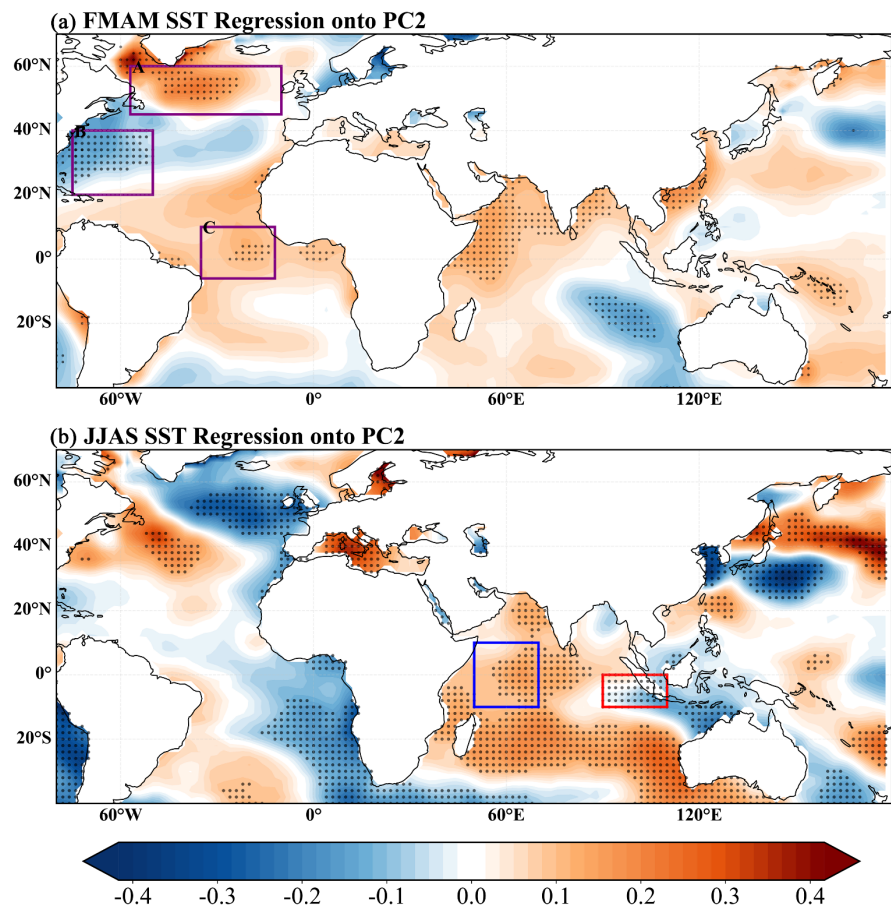 (a) FMAM SST Regression onto PC2
60°N
40°N
20°N
0°
20°S
A
B
C
60°W 0° 60°E 120°E
(b) JJAS SST Regression onto PC2
60°N
40°N
20°N
0°
20°S
60°W 0° 60°E 120°E
-0.4 -0.3 -0.2 -0.1 0.0 0.1 0.2 0.3 0.4